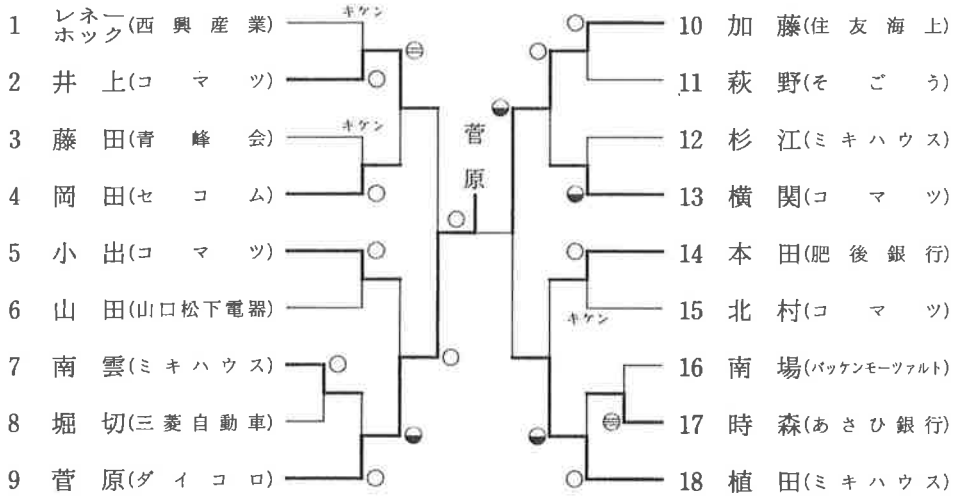 1 レネーホック(西興産業)
キケン
2 井上(コマツ)
3 藤田(青峰会)
キケン
4 岡田(セコム)
5 小出(コマツ)
6 山田(山口松下電器)
7 南雲(ミキハウス)
8 堀切(三菱自動車)
9 菅原(ダイコロ)
菅原
10 加藤(住友海上)
11 萩野(そごう)
12 杉江(ミキハウス)
13 横関(コマツ)
14 本田(肥後銀行)
キケン
15 北村(コマツ)
16 南場(バッケンモーツァルト)
17 時森(あさひ銀行)
18 植田(ミキハウス)